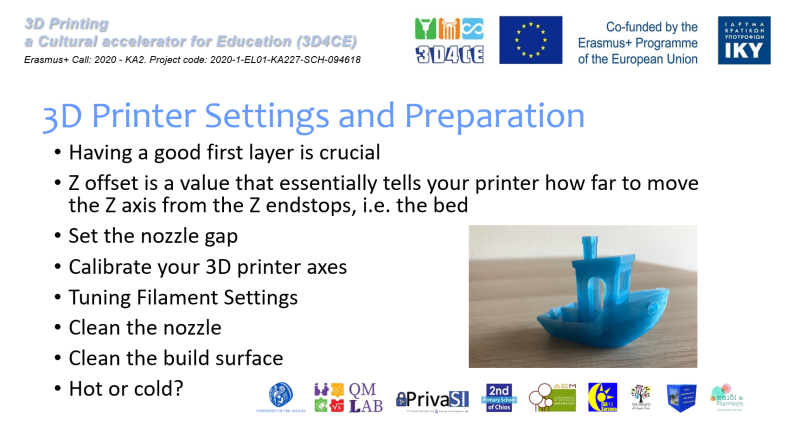 3D Printing
a Cultural accelerator for Education (3D4CE)
Erasmus+ Call: 2020 - KA2. Project code: 2020-1-EL01-KA227-SCH-094618
3D4CE
Co-funded by the
Erasmus+ Programme
of the European Union
ΙΔΡΥΜΑ
ΚΡΑΤΙΚΩΝ
ΥΠΟΤΡΟΦΙΩΝ
IKY
3D Printer Settings and Preparation
• Having a good first layer is crucial
• Z offset is a value that essentially tells your printer how far to move
the Z axis from the Z endstops, i.e. the bed
• Set the nozzle gap
• Calibrate your 3D printer axes
• Tuning Filament Settings
• Clean the nozzle
• Clean the build surface
• Hot or cold?
UNIVERSITY OF THE AEGEAN
QM
LAB
PrivaSI
2nd
Primary School
of Chios